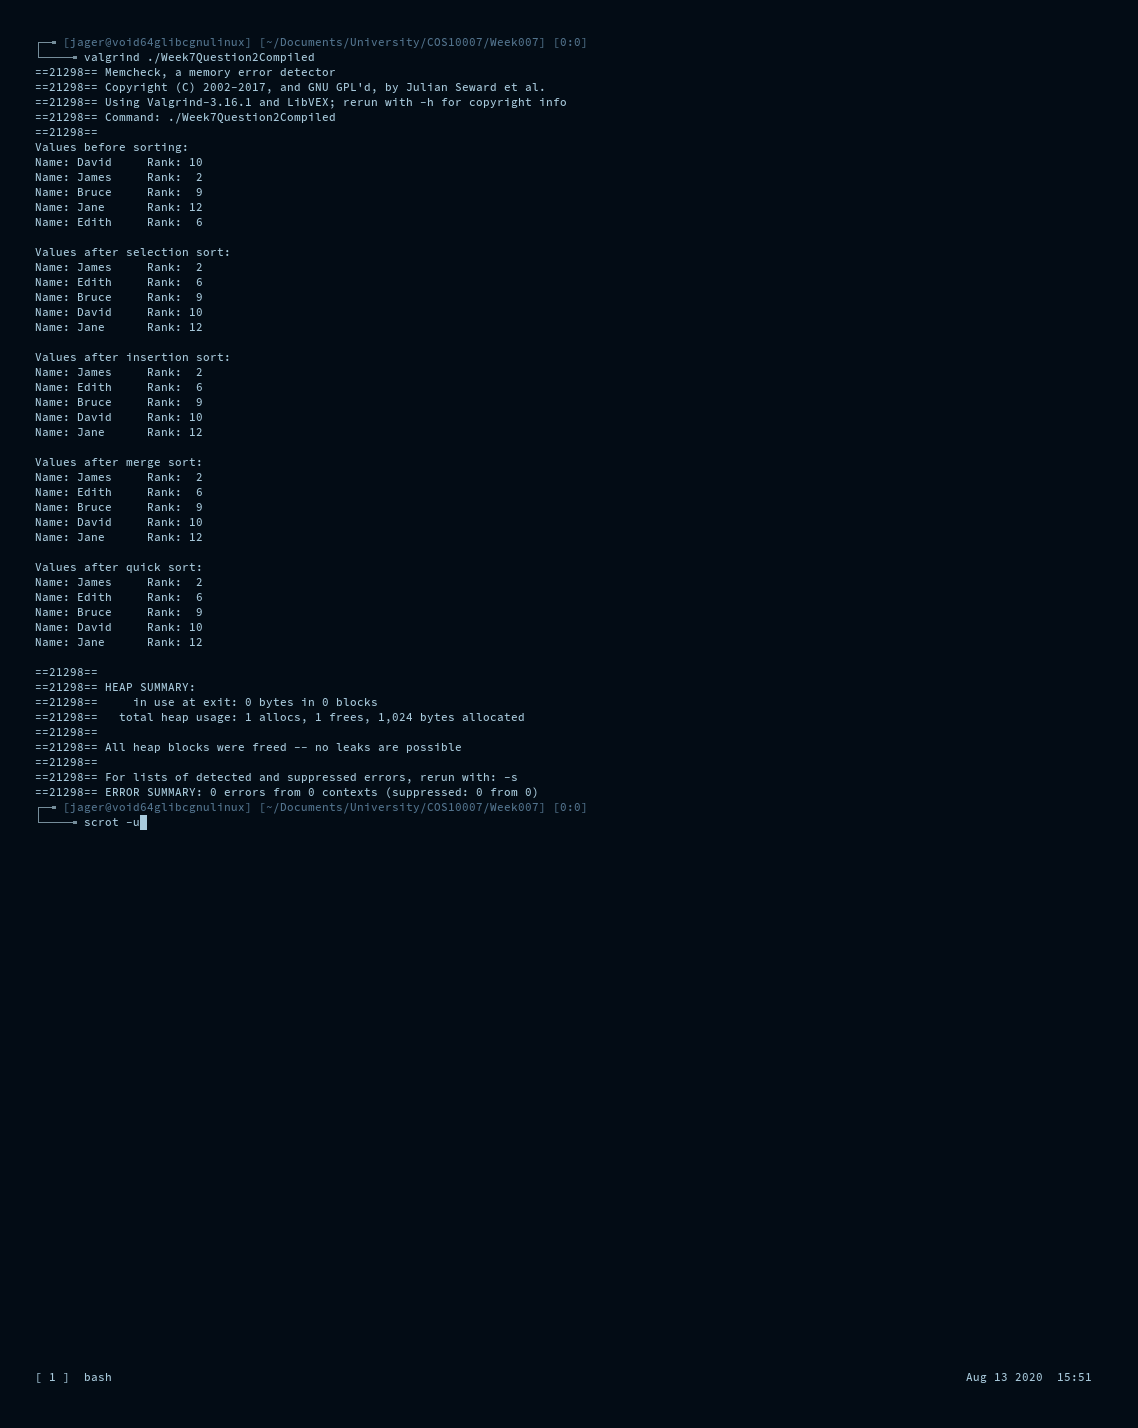 ┌─╼ [jager@void64glibcgnulinux] [~/Documents/University/COS10007/Week007] [0:0]
└────╼ valgrind ./Week7Question2Compiled
==21298== Memcheck, a memory error detector
==21298== Copyright (C) 2002-2017, and GNU GPL'd, by Julian Seward et al.
==21298== Using Valgrind-3.16.1 and LibVEX; rerun with -h for copyright info
==21298== Command: ./Week7Question2Compiled
==21298==
Values before sorting:
Name: David     Rank: 10
Name: James     Rank:  2
Name: Bruce     Rank:  9
Name: Jane      Rank: 12
Name: Edith     Rank:  6

Values after selection sort:
Name: James     Rank:  2
Name: Edith     Rank:  6
Name: Bruce     Rank:  9
Name: David     Rank: 10
Name: Jane      Rank: 12

Values after insertion sort:
Name: James     Rank:  2
Name: Edith     Rank:  6
Name: Bruce     Rank:  9
Name: David     Rank: 10
Name: Jane      Rank: 12

Values after merge sort:
Name: James     Rank:  2
Name: Edith     Rank:  6
Name: Bruce     Rank:  9
Name: David     Rank: 10
Name: Jane      Rank: 12

Values after quick sort:
Name: James     Rank:  2
Name: Edith     Rank:  6
Name: Bruce     Rank:  9
Name: David     Rank: 10
Name: Jane      Rank: 12

==21298==
==21298== HEAP SUMMARY:
==21298==     in use at exit: 0 bytes in 0 blocks
==21298==   total heap usage: 1 allocs, 1 frees, 1,024 bytes allocated
==21298==
==21298== All heap blocks were freed -- no leaks are possible
==21298==
==21298== For lists of detected and suppressed errors, rerun with: -s
==21298== ERROR SUMMARY: 0 errors from 0 contexts (suppressed: 0 from 0)
┌─╼ [jager@void64glibcgnulinux] [~/Documents/University/COS10007/Week007] [0:0]
└────╼ scrot -u
[ 1 ]  bash                    Aug 13 2020  15:51